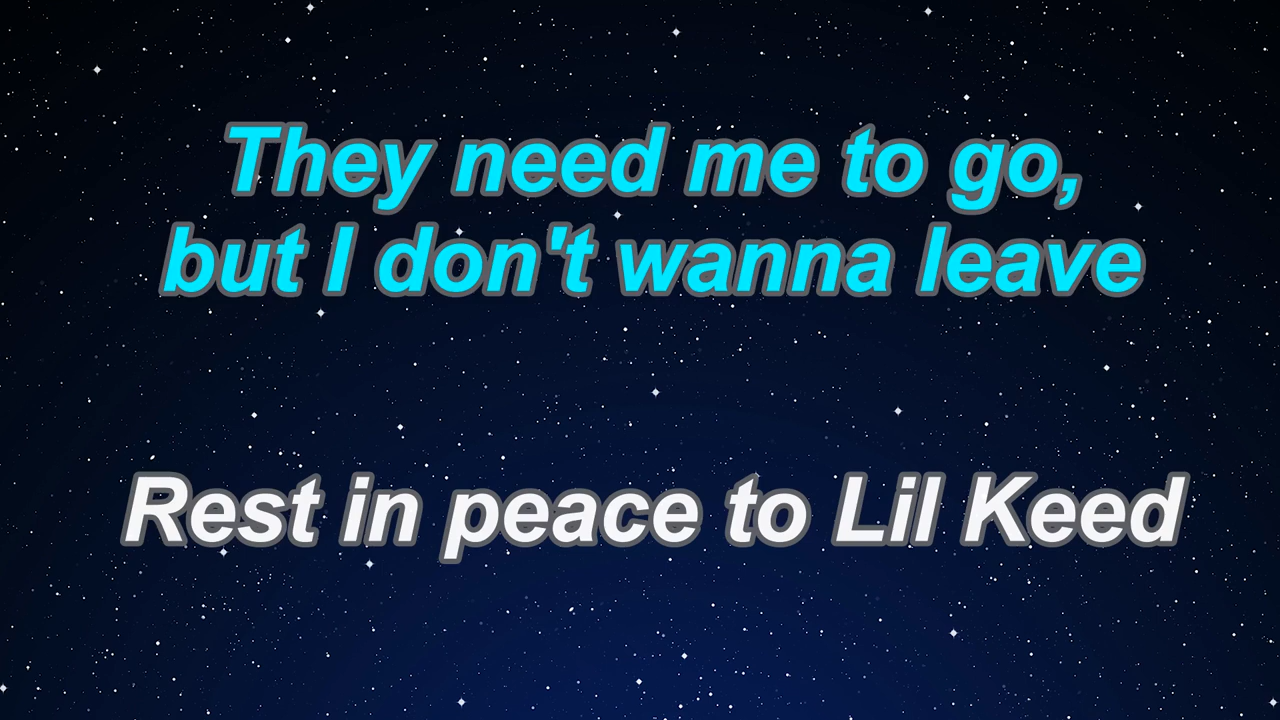 They need me to go,
but I don't wanna leave
Rest in peace to Lil Keed